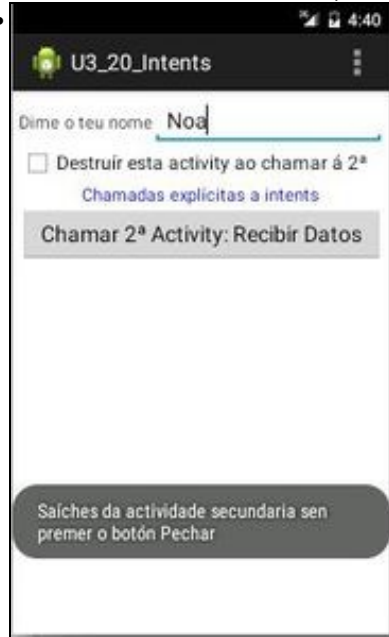 4:40
U3_20_Intents
Dime o teu nome Noa
Destruír esta activity ao chamar á 2ª
Chamadas explícitas a intents
Chamar 2ª Activity: Recibir Datos
Saíches da actividade secundaria sen
premer o botón Pechar